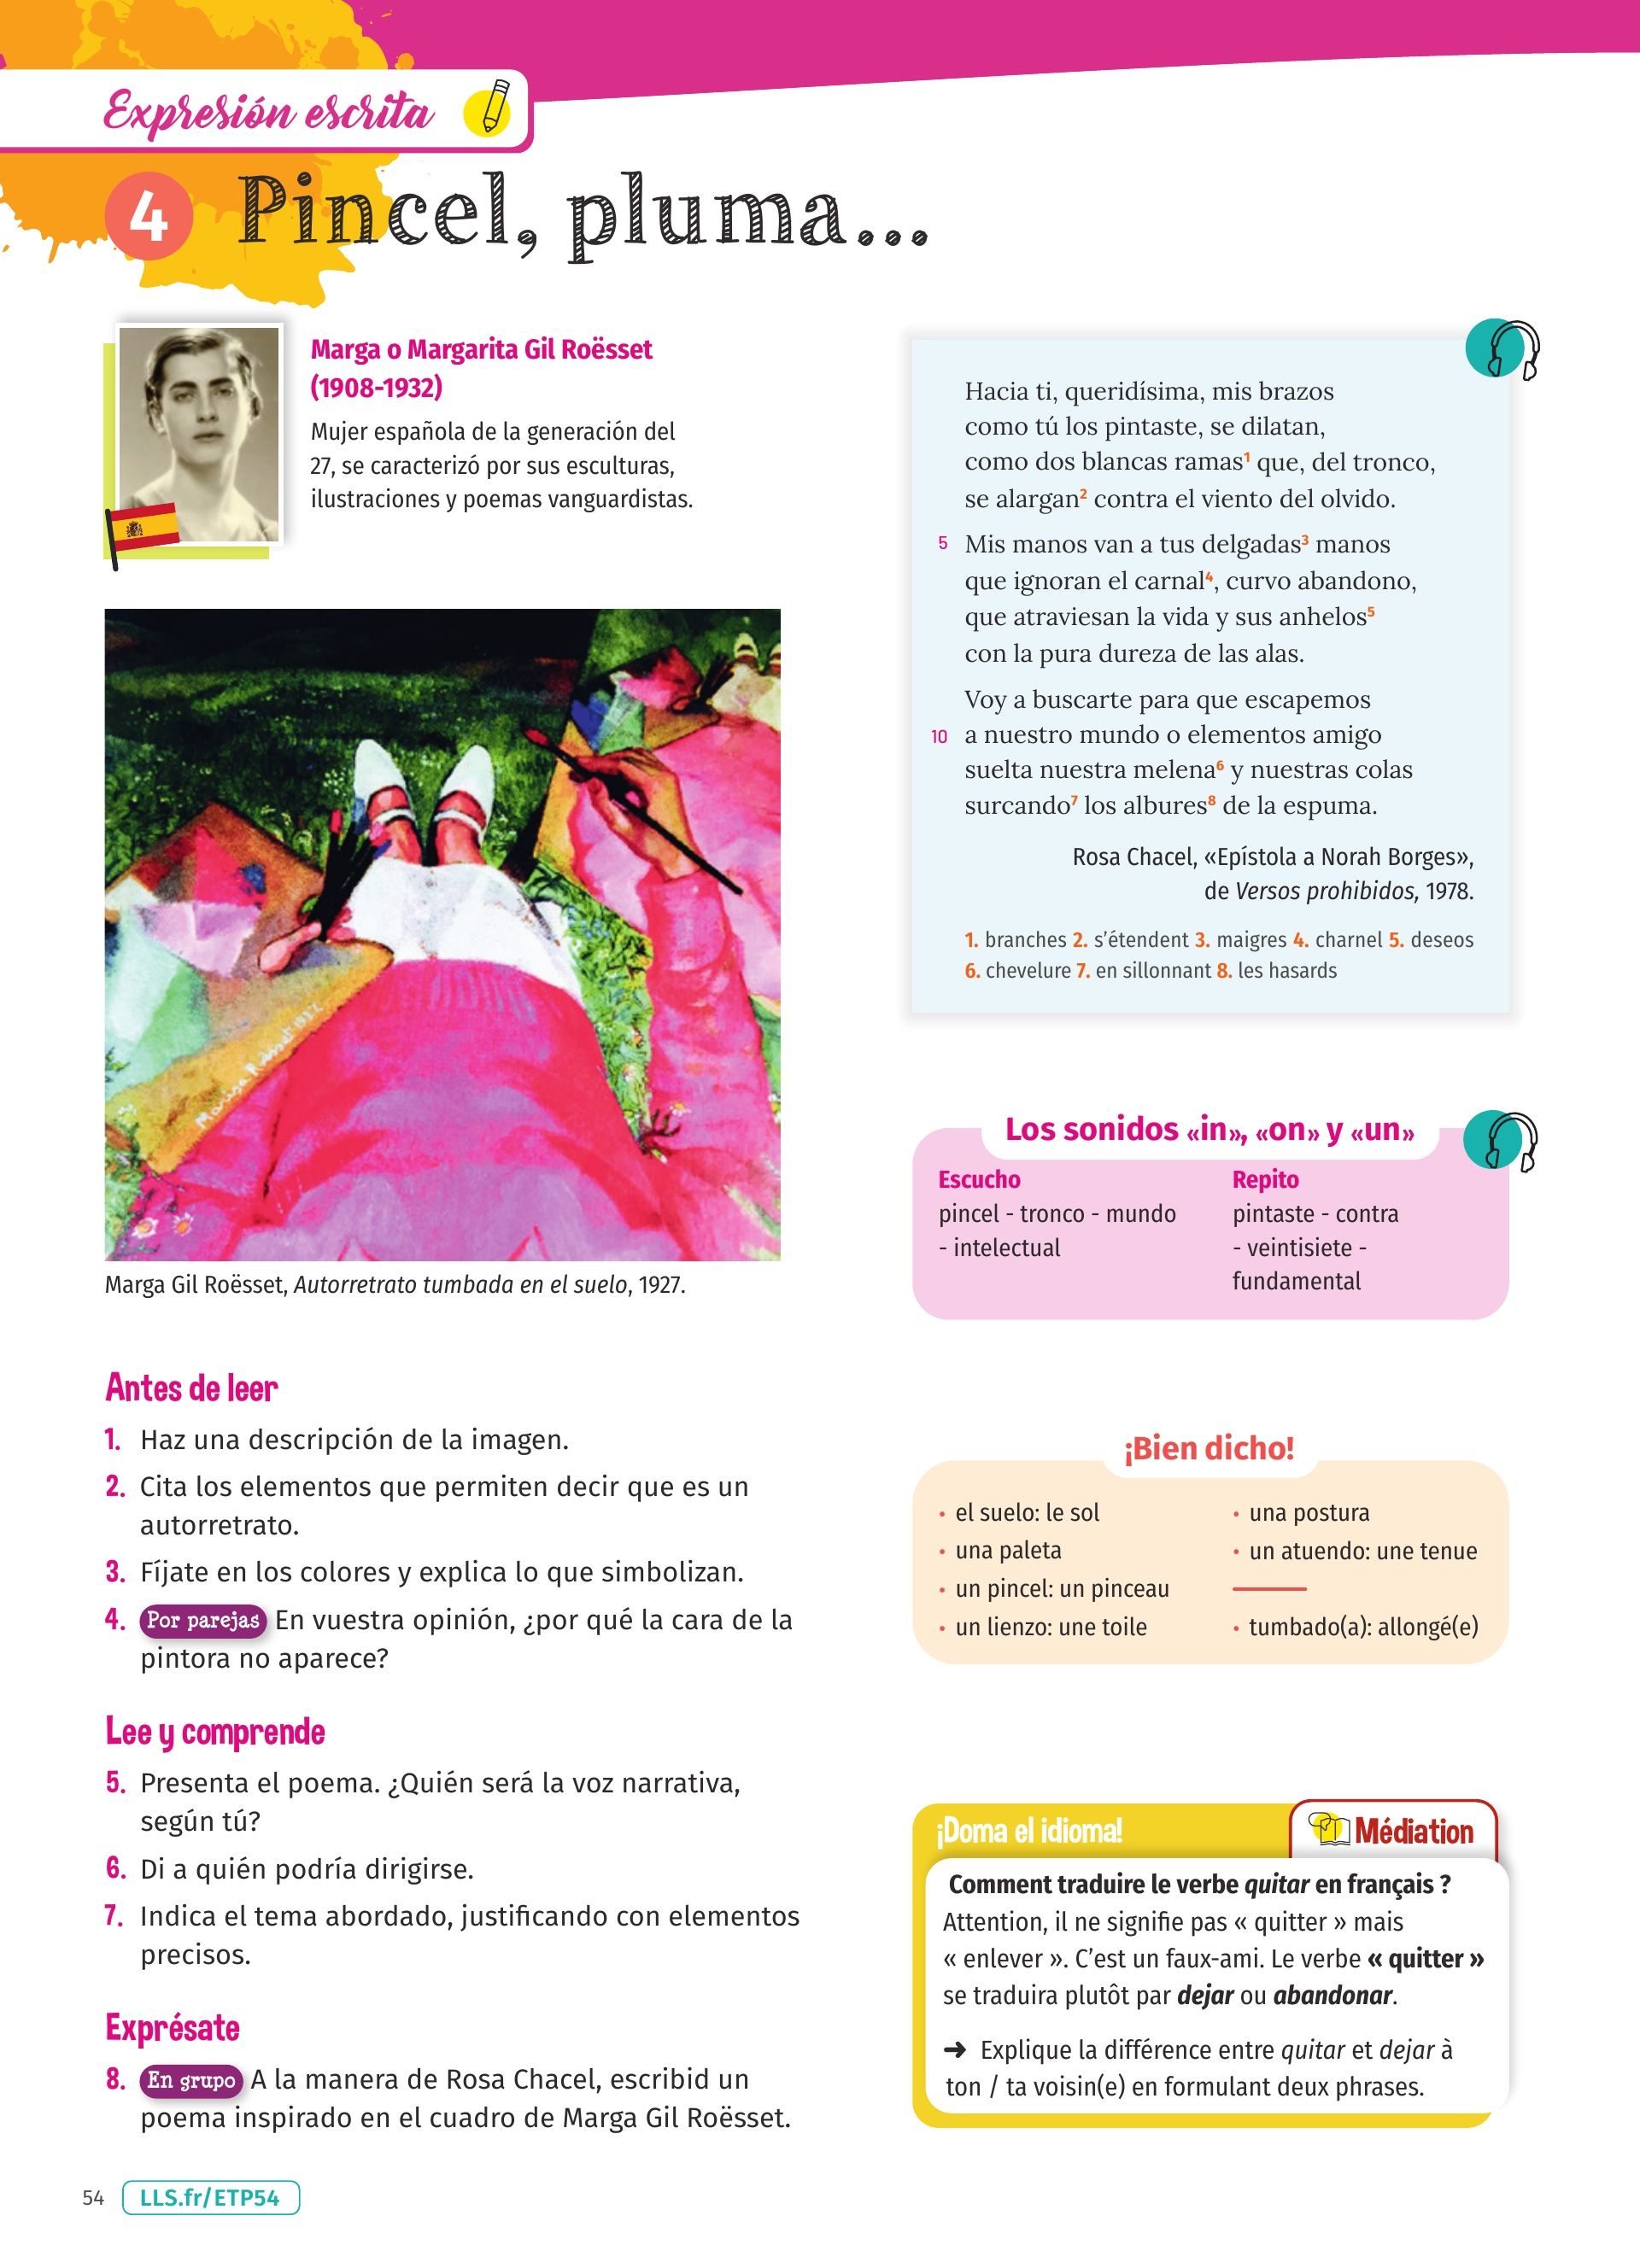 Expresión escrita
4 Pincel, pluma...
Marga o Margarita Gil Roësset
(1908-1932)
Mujer española de la generación del
27, se caracterizó por sus esculturas,
ilustraciones y poemas vanguardistas.
Marga Gil Roësset, Autorretrato tumbada en el suelo, 1927.
Hacia ti, queridísima, mis brazos
como tú los pintaste, se dilatan,
como dos blancas ramas1 que, del tronco,
se alargan2 contra el viento del olvido.
5 Mis manos van a tus delgadas3 manos
que ignoran el carnal4, curvo abandono,
que atraviesan la vida y sus anhelos5
con la pura dureza de las alas.
Voy a buscarte para que escapemos
10 a nuestro mundo o elementos amigo
suelta nuestra melena6 y nuestras colas
surcando7 los albures8 de la espuma.
Rosa Chacel, «Epístola a Norah Borges»,
de Versos prohibidos, 1978.
1. branches 2. s'étendent 3. maigres 4. charnel 5. deseos
6. chevelure 7. en sillonnant 8. les hasards
Los sonidos «in», «on» y «un»
Escucho
pincel - tronco - mundo
- intelectual
Repito
pintaste - contra
- veintisiete -
fundamental
Antes de leer
1. Haz una descripción de la imagen.
2. Cita los elementos que permiten decir que es un
autorretrato.
3. Fíjate en los colores y explica lo que simbolizan.
4. Por parejas En vuestra opinión, ¿por qué la cara de la
pintora no aparece?
Lee y comprende
5. Presenta el poema. ¿Quién será la voz narrativa,
según tú?
6. Di a quién podría dirigirse.
7. Indica el tema abordado, justificando con elementos
precisos.
Exprésate
8. En grupo A la manera de Rosa Chacel, escribid un
poema inspirado en el cuadro de Marga Gil Roësset.
¡Bien dicho!
• el suelo: le sol
• una paleta
• un pincel: un pinceau
• un lienzo: une toile
• una postura
• un atuendo: une tenue
• tumbado(a): allongé(e)
¡Doma el idioma!
Médiation
Comment traduire le verbe quitar en français ?
Attention, il ne signifie pas « quitter » mais
« enlever ». C'est un faux-ami. Le verbe « quitter »
se traduira plutôt par dejar ou abandonar.
➜ Explique la différence entre quitar et dejar à
ton / ta voisin(e) en formulant deux phrases.
54 LLS.fr/ETP54